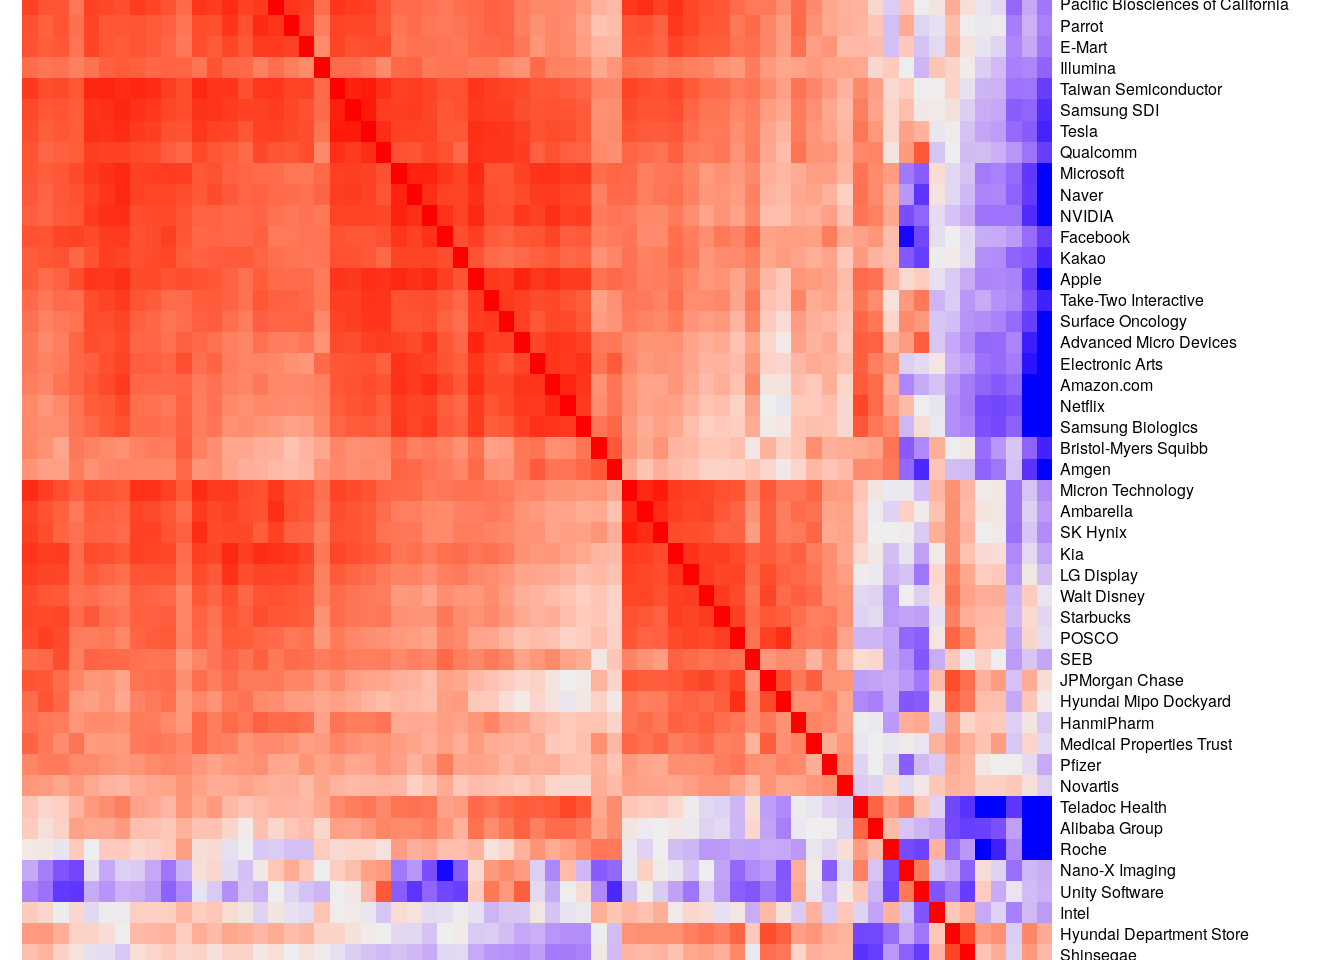 Pacific Biosciences of California
Parrot
E-Mart
Illumina
Taiwan Semiconductor
Samsung SDI
Tesla
Qualcomm
Microsoft
Naver
NVIDIA
Facebook
Kakao
Apple
Take-Two Interactive
Surface Oncology
Advanced Micro Devices
Electronic Arts
Amazon.com
Netflix
Samsung Biologics
Bristol-Myers Squibb
Amgen
Micron Technology
Ambarella
SK Hynix
Kia
LG Display
Walt Disney
Starbucks
POSCO
SEB
JPMorgan Chase
Hyundai Mipo Dockyard
HanmiPharm
Medical Properties Trust
Pfizer
Novartis
Teladoc Health
Alibaba Group
Roche
Nano-X Imaging
Unity Software
Intel
Hyundai Department Store
Shinsegae